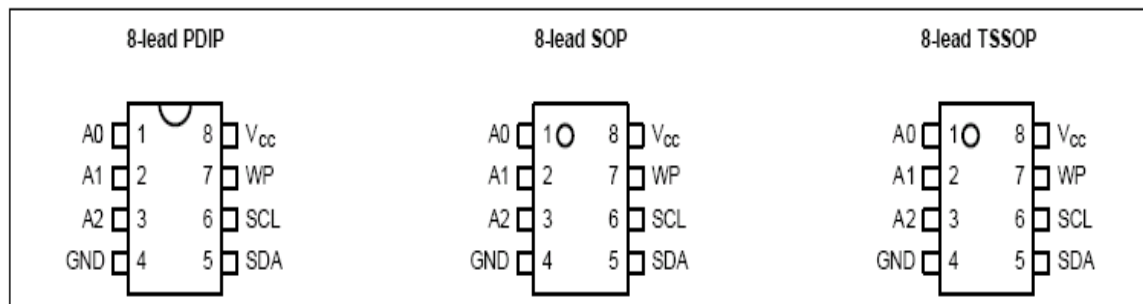 8-lead PDIP 8-lead SOP 8-lead TSSOP
A0 1 8 Vcc A0 1 8 Vcc A0 1 8 Vcc
A1 2 7 WP A1 2 7 WP A1 2 7 WP
A2 3 6 SCL A2 3 6 SCL A2 3 6 SCL
GND 4 5 SDA GND 4 5 SDA GND 4 5 SDA